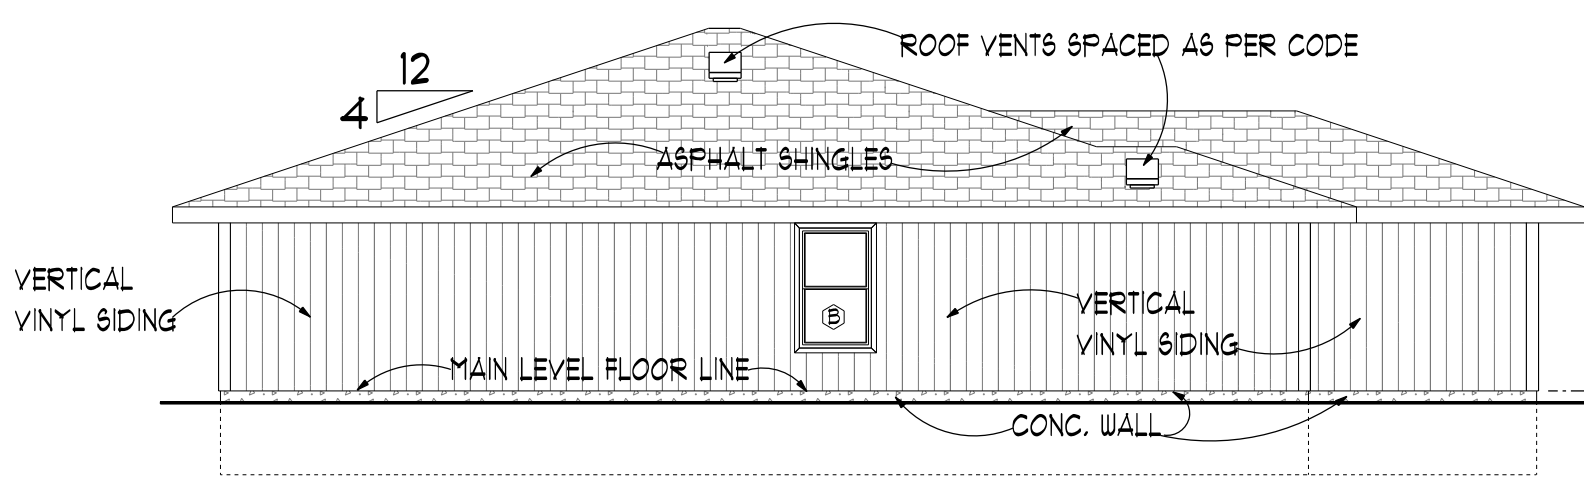 ROOF VENTS SPACED AS PER CODE
12
4
ASPHALT SHINGLES
VERTICAL
VINYL SIDING
VERTICAL
VINYL SIDING
B
MAIN LEVEL FLOOR LINE
CONC. WALL